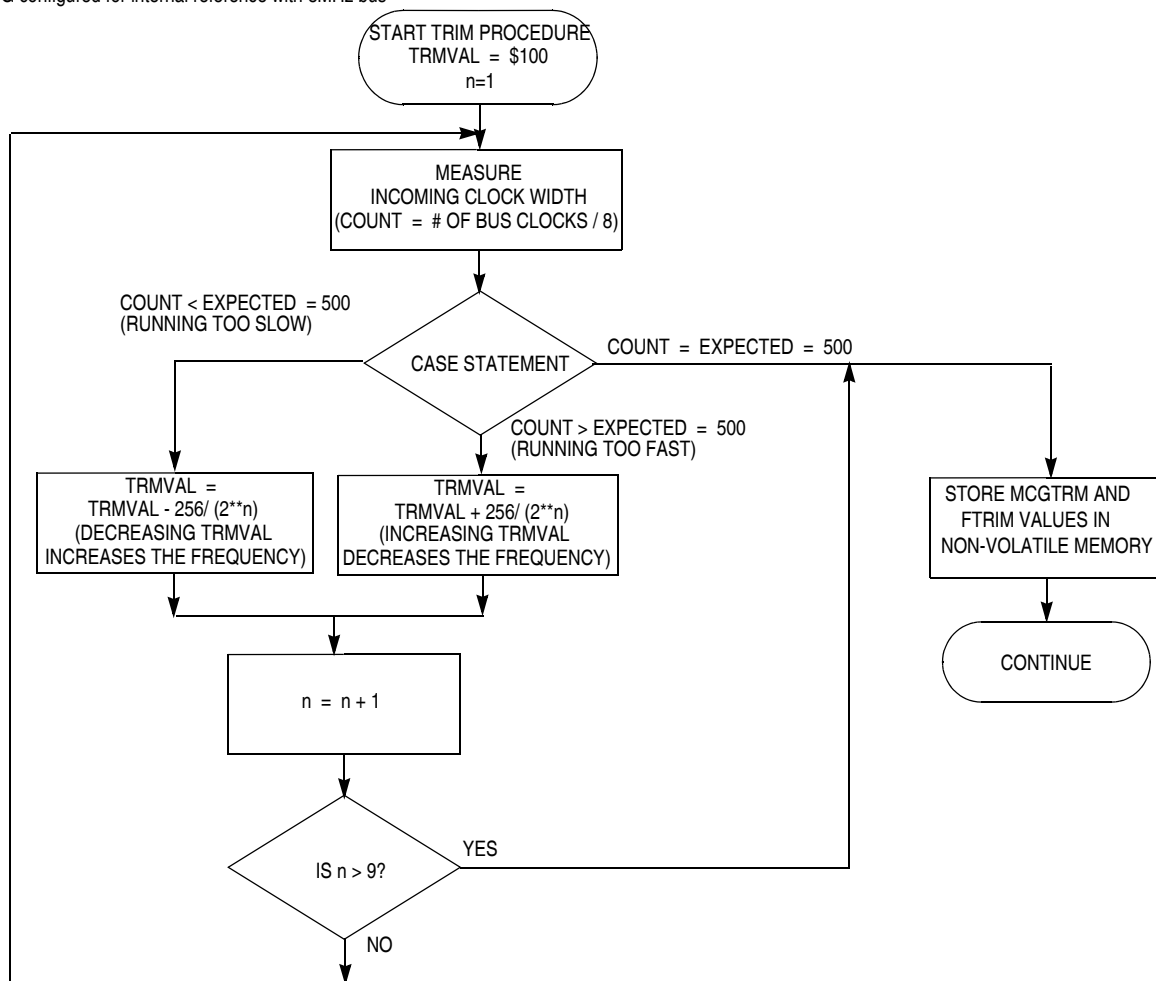 START TRIM PROCEDURE
TRMVAL = $100
n=1
MEASURE
INCOMING CLOCK WIDTH
(COUNT = # OF BUS CLOCKS / 8)
COUNT < EXPECTED = 500
(RUNNING TOO SLOW)
CASE STATEMENT
COUNT = EXPECTED = 500
COUNT > EXPECTED = 500
(RUNNING TOO FAST)
TRMVAL =
TRMVAL - 256/ (2**n)
(DECREASING TRMVAL
INCREASES THE FREQUENCY)
TRMVAL =
TRMVAL + 256/ (2**n)
(INCREASING TRMVAL
DECREASES THE FREQUENCY)
STORE MCGTRM AND
FTRIM VALUES IN
NON-VOLATILE MEMORY
CONTINUE
n = n + 1
IS n > 9?
YES
NO